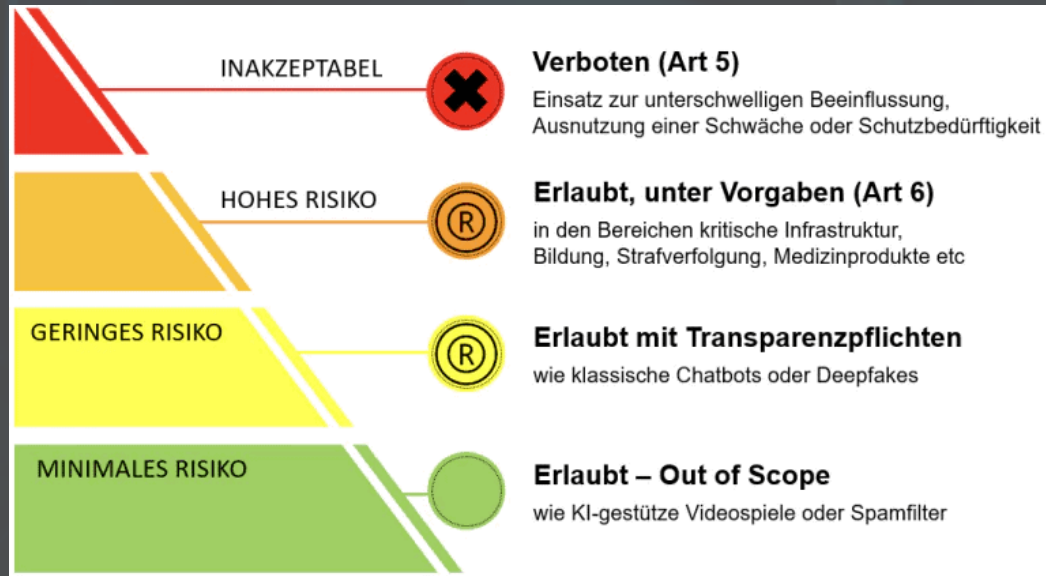 INAKZEPTABEL
Verboten (Art 5)
Einsatz zur unterschwelligen Beeinflussung,
Ausnutzung einer Schwäche oder Schutzbedürftigkeit
HOHES RISIKO
R
Erlaubt, unter Vorgaben (Art 6)
in den Bereichen kritische Infrastruktur,
Bildung, Strafverfolgung, Medizinprodukte etc
GERINGES RISIKO
R
Erlaubt mit Transparenzpflichten
wie klassische Chatbots oder Deepfakes
MINIMALES RISIKO
Erlaubt – Out of Scope
wie KI-gestütze Videospiele oder Spamfilter